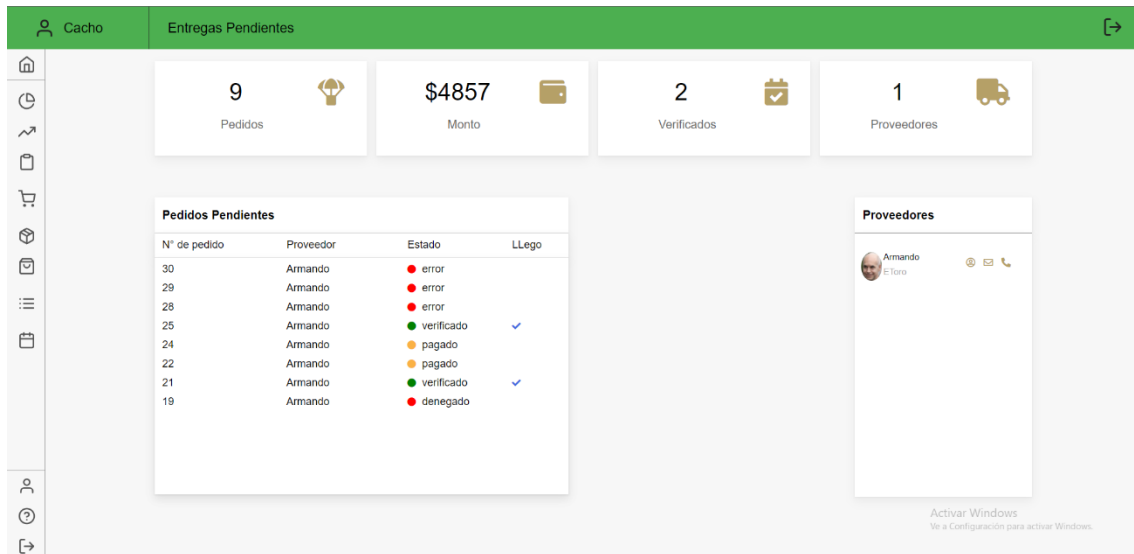 Cacho Entregas Pendientes
9 $4857 2 1
Pedidos Monto Verificados Proveedores
Pedidos Pendientes
N° de pedido Proveedor Estado LLego
30 Armando error
29 Armando error
28 Armando error
25 Armando verificado
24 Armando pagado
22 Armando pagado
21 Armando verificado
19 Armando denegado
Proveedores
Armando
EToro
Activar Windows
Ve a Configuración para activar Windows.